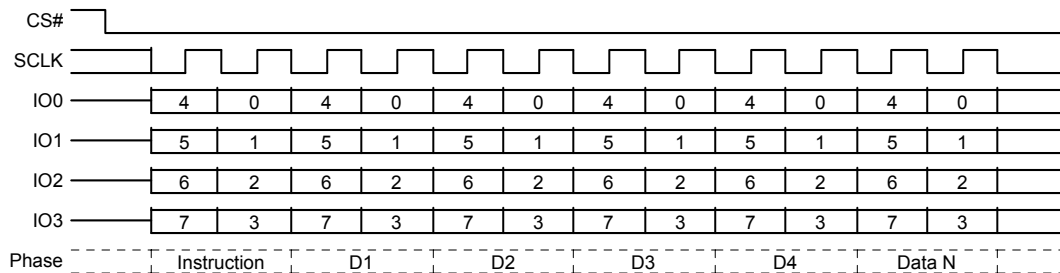 CS#
SCLK
IO0 4 0 4 0 4 0 4 0 4 0 4 0
IO1 5 1 5 1 5 1 5 1 5 1 5 1
IO2 6 2 6 2 6 2 6 2 6 2 6 2
IO3 7 3 7 3 7 3 7 3 7 3 7 3
Phase Instruction D1 D2 D3 D4 Data N